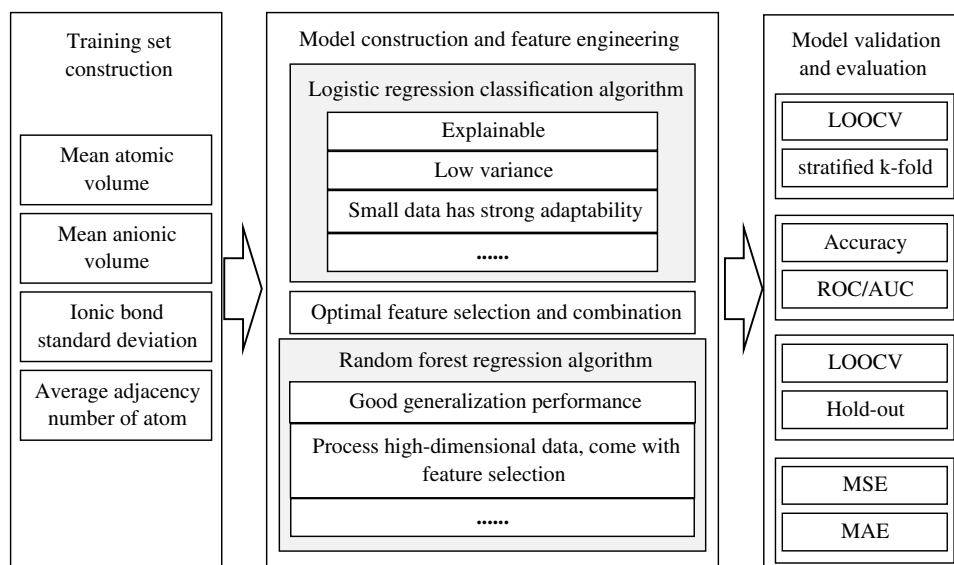 Training set
construction
Mean atomic
volume
Mean anionic
volume
Ionic bond
standard deviation
Average adjacency
number of atom
Model construction and feature engineering
Logistic regression classification algorithm
Explainable
Low variance
Small data has strong adaptability
......
Optimal feature selection and combination
Random forest regression algorithm
Good generalization performance
Process high-dimensional data, come with
feature selection
......
Model validation
and evaluation
LOOCV
stratified k-fold
Accuracy
ROC/AUC
LOOCV
Hold-out
MSE
MAE